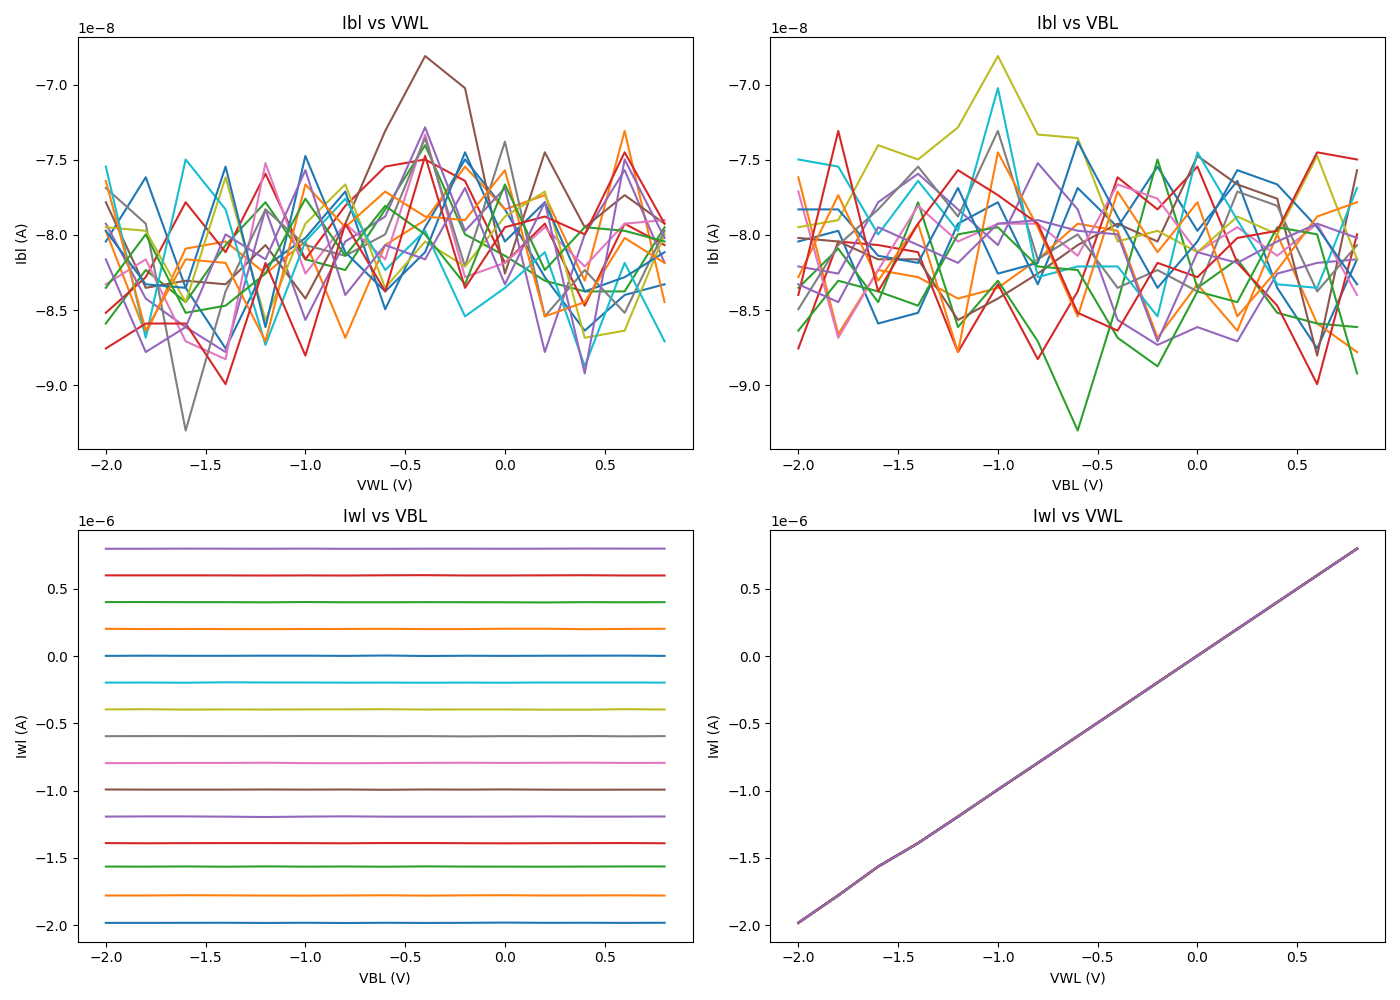 Ibl vs VWL
1e−8
Ibl (A)
−7.0
−7.5
−8.0
−8.5
−9.0
−2.0 −1.5 −1.0 −0.5 0.0 0.5
VWL (V)
Ibl vs VBL
1e−8
Ibl (A)
−7.0
−7.5
−8.0
−8.5
−9.0
−2.0 −1.5 −1.0 −0.5 0.0 0.5
VBL (V)
Iwl vs VBL
1e−6
Iwl (A)
0.5
0.0
−0.5
−1.0
−1.5
−2.0
−2.0 −1.5 −1.0 −0.5 0.0 0.5
VBL (V)
Iwl vs VWL
1e−6
Iwl (A)
0.5
0.0
−0.5
−1.0
−1.5
−2.0
−2.0 −1.5 −1.0 −0.5 0.0 0.5
VWL (V)